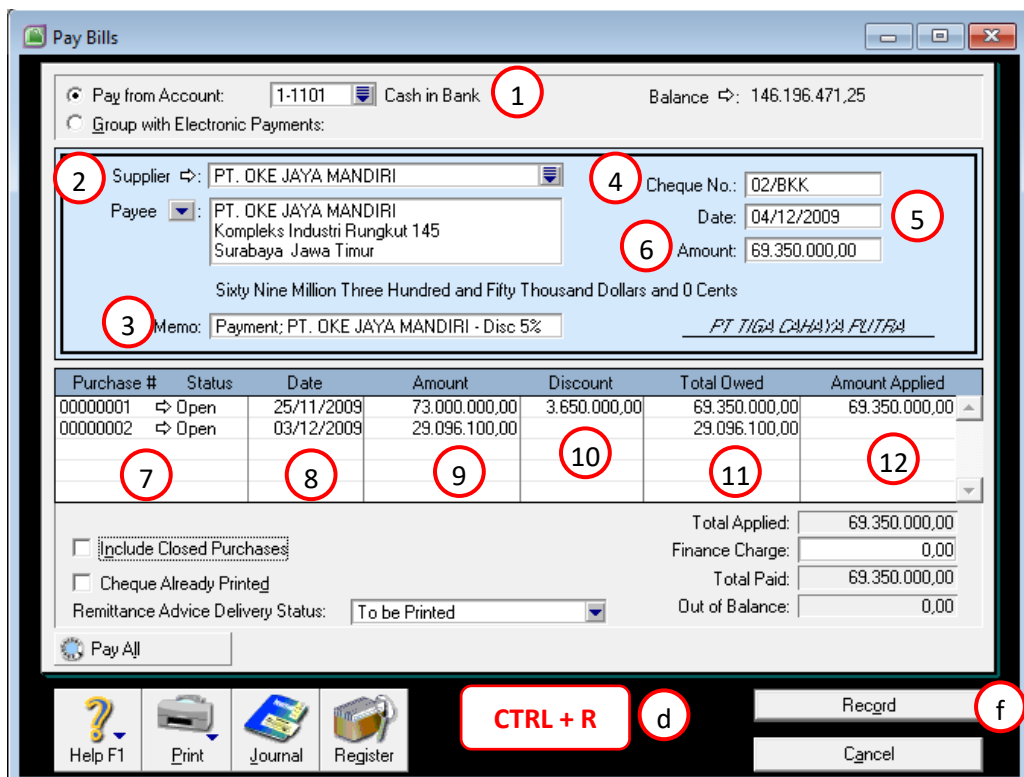 Pay Bills
Pay from Account: 1-1101 Cash in Bank 1 Balance ⇨: 146.196.471,25
Group with Electronic Payments:
2 Supplier ⇨: PT. OKE JAYA MANDIRI 4 Cheque No.: 02/BKK
Payee : PT. OKE JAYA MANDIRI Date: 04/12/2009 5
Kompleks Industri Rungkut 145
Surabaya Jawa Timur 6 Amount: 69.350.000,00
Sixty Nine Million Three Hundred and Fifty Thousand Dollars and 0 Cents
3 Memo: Payment; PT. OKE JAYA MANDIRI - Disc 5% PT TIGA CAHAYA PUTRA
Purchase # Status Date Amount Discount Total Owed Amount Applied
00000001 ⇨ Open 25/11/2009 73.000.000,00 3.650.000,00 69.350.000,00 69.350.000,00
00000002 ⇨ Open 03/12/2009 29.096.100,00 29.096.100,00
7 8 9 10 11 12
Total Applied: 69.350.000,00
Include Closed Purchases Finance Charge: 0,00
Cheque Already Printed Total Paid: 69.350.000,00
Remittance Advice Delivery Status: To be Printed Out of Balance: 0,00
Pay All
CTRL + R d Record f
Help F1 Print Journal Register Cancel